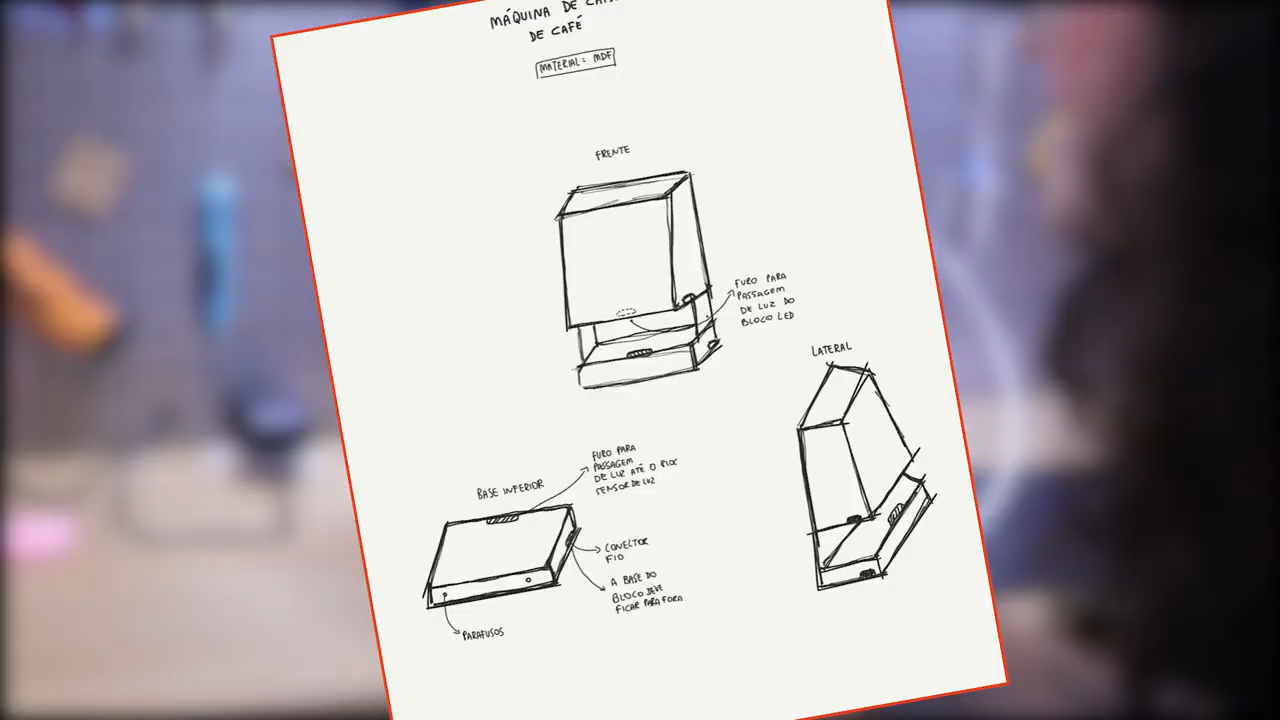 MÁQUINA DE
DE CAFÉ
MATERIAL= MDF
FRENTE
FURO PARA
PASSAGEM
DE LUZ DO
BLOCO LED
LATERAL
FURO PARA
PASSAGEM
DE LUZ ATÉ O
SENSOR DE LUZ
BASE INFERIOR
CONECTOR
FIO
A BASE DO
BLOCO DEVE
FICAR PARA FORA
PARAFUSOS